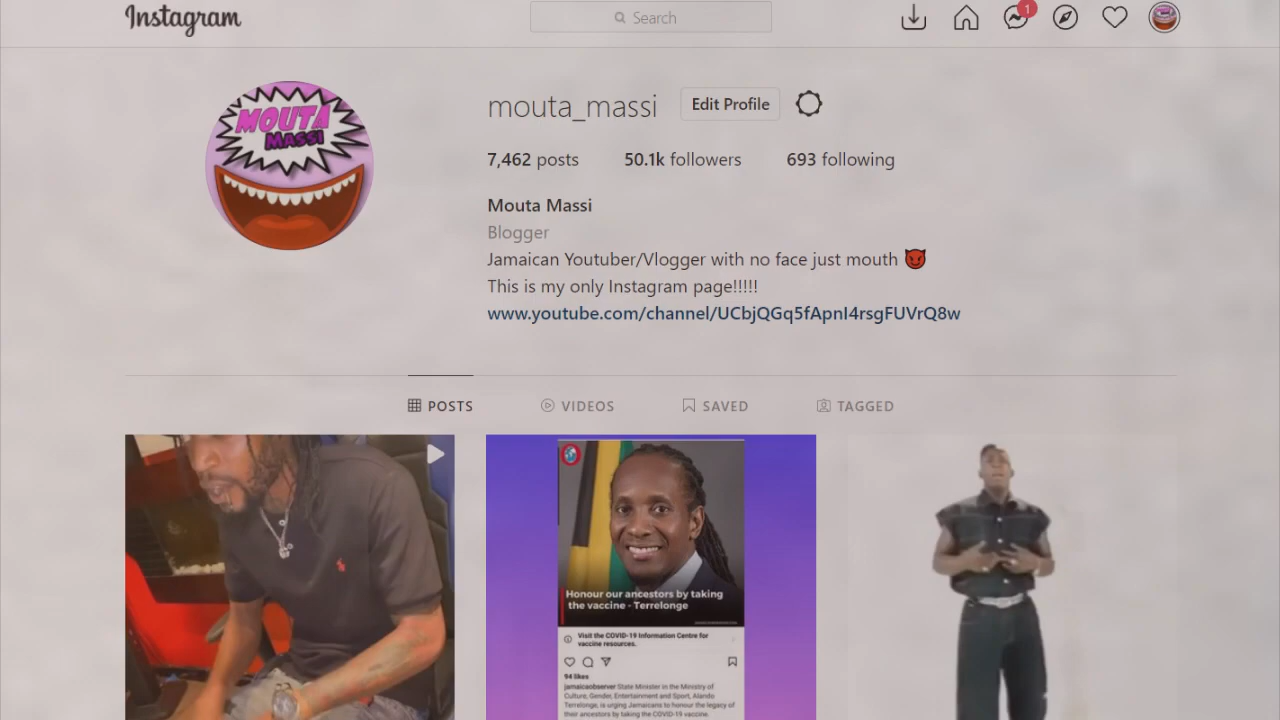 Instagram
Search
1
MOUTA
MASSI
mouta_massi
Edit Profile
7,462 posts
50.1k followers
693 following
Mouta Massi
Blogger
Jamaican Youtuber/Vlogger with no face just mouth 😈
This is my only Instagram page!!!!!
www.youtube.com/channel/UCbjQGq5fApnI4rsgFUVrQ8w
POSTS
VIDEOS
SAVED
TAGGED
Honour our ancestors by taking
the vaccine - Terrelonge
Visit the COVID-19 Information Centre for
vaccine resources.
94 likes
jamaicaobserver State Minister in the Ministry of
Culture, Gender, Entertainment and Sport, Alando
Terrelonge, is urging Jamaicans to honour the legacy of
their ancestors by taking the COVID-19 vaccine.